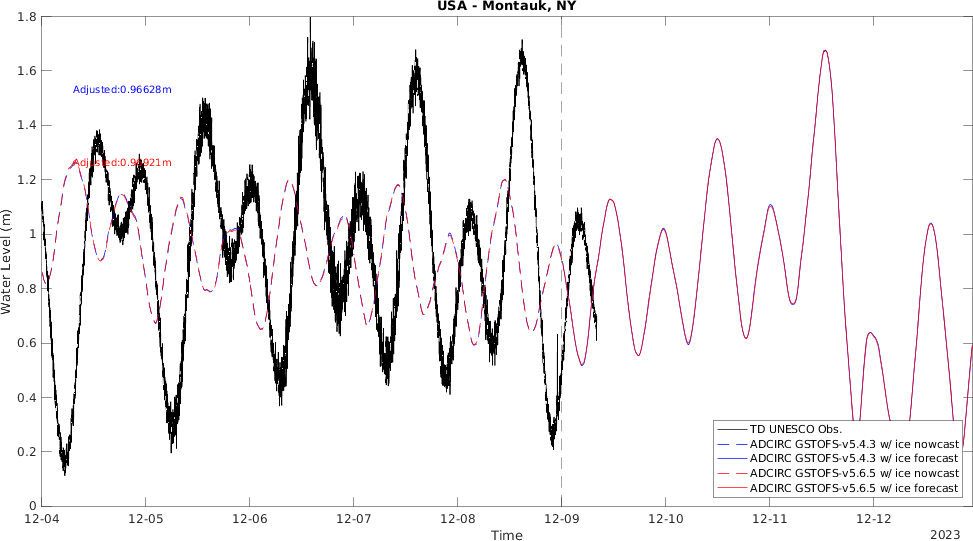 USA - Montauk, NY
1.8
1.6
1.4
1.2
1
0.8
0.6
0.4
0.2
0
Water Level (m)
Adjusted:0.96628m
TD UNESCO Obs.
ADCIRC GSTOFS-v5.4.3 w/ ice nowcast
ADCIRC GSTOFS-v5.4.3 w/ ice forecast
ADCIRC GSTOFS-v5.6.5 w/ ice nowcast
ADCIRC GSTOFS-v5.6.5 w/ ice forecast
12-04 12-05 12-06 12-07 12-08 12-09 12-10 12-11 12-12
Time
2023